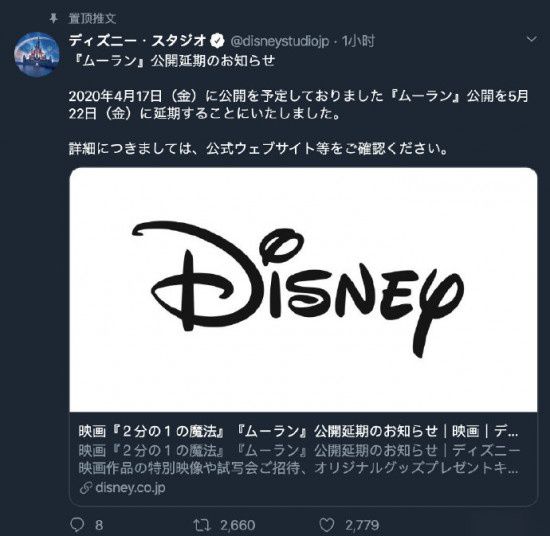 置顶推文
ディズニー・スタジオ @disneystudiojp · 1小时
『ムーラン』公開延期のお知らせ
2020年4月17日（金）に公開を予定しておりました『ムーラン』公開を5月
22日（金）に延期することにいたしました。
詳細につきましては、公式ウェブサイト等をご確認ください。
Disney
映画『２分の１の魔法』『ムーラン』公開延期のお知らせ｜映画｜デ...
映画『２分の１の魔法』『ムーラン』公開延期のお知らせ｜ディズニー
映画作品の特別映像や試写会ご招待、オリジナルグッズプレゼントキ...
disney.co.jp
8 2,660 2,779